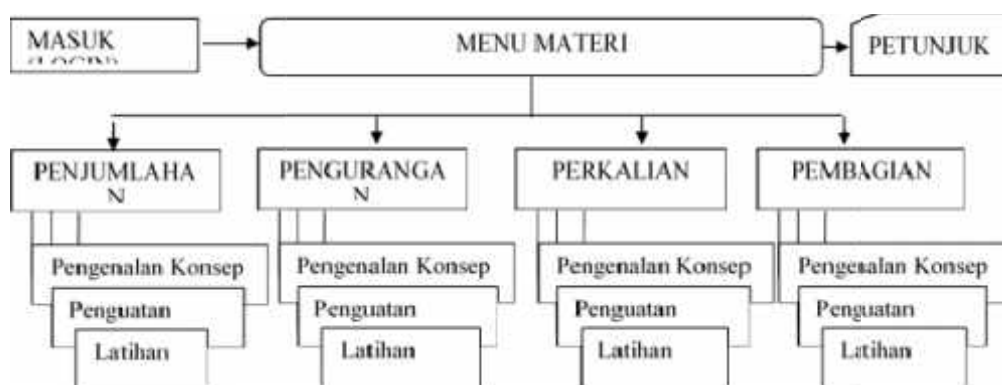 MASUK
(LOGIN)
MENU MATERI
PETUNJUK
PENJUMLAHA
N
PENGURANGA
N
PERKALIAN
PEMBAGIAN
Pengenalan Konsep
Pengenalan Konsep
Pengenalan Konsep
Pengenalan Konsep
Penguatan
Penguatan
Penguatan
Penguatan
Latihan
Latihan
Latihan
Latihan